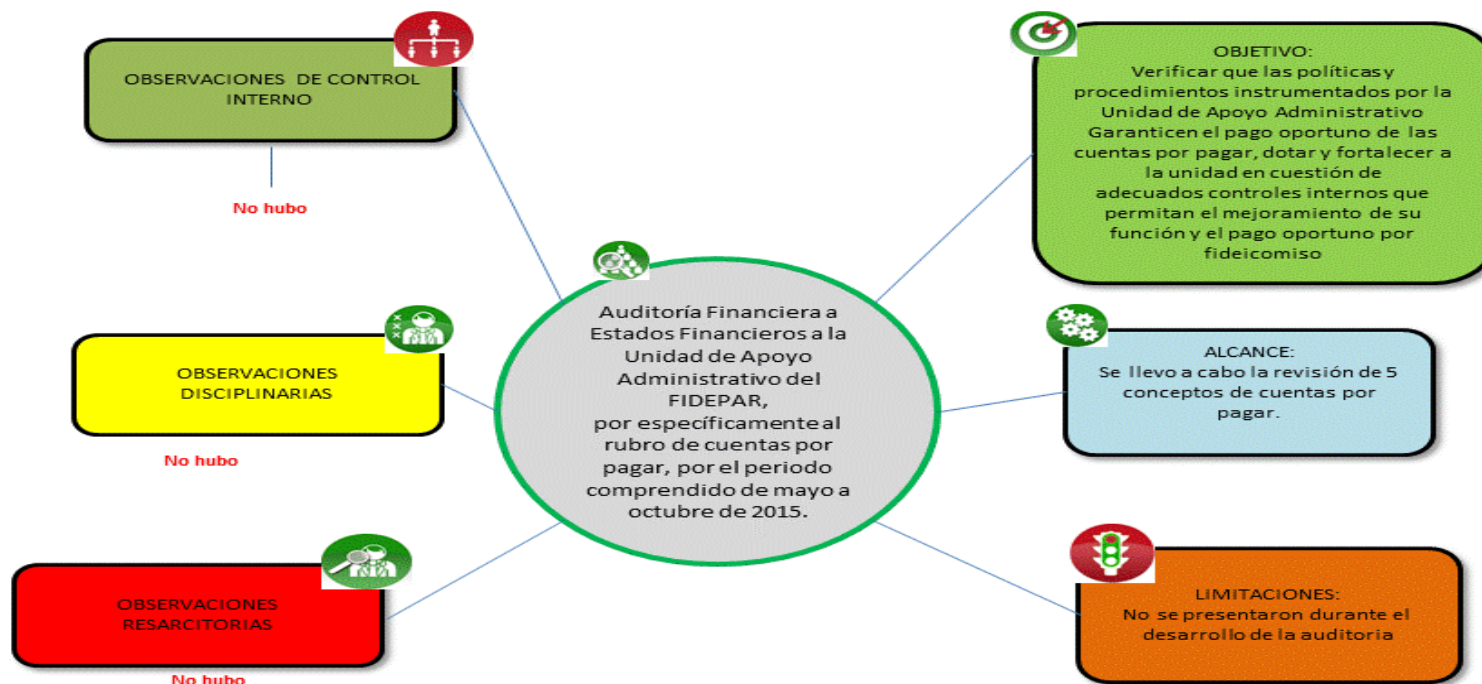 OBSERVACIONES DE CONTROL
INTERNO
No hubo
OBSERVACIONES
DISCIPLINARIAS
No hubo
OBSERVACIONES
RESARCITORIAS
No hubo
Auditoría Financiera a
Estados Financieros a la
Unidad de Apoyo
Administrativo del
FIDEPAR,
por específicamente al
rubro de cuentas por
pagar, por el periodo
comprendido de mayo a
octubre de 2015.
OBJETIVO:
Verificar que las políticas y
procedimientos instrumentados por la
Unidad de Apoyo Administrativo
Garanticen el pago oportuno de las
cuentas por pagar, dotar y fortalecer a
la unidad en cuestión de
adecuados controles internos que
permitan el mejoramiento de su
función y el pago oportuno por
fideicomiso
ALCANCE:
Se llevo a cabo la revisión de 5
conceptos de cuentas por
pagar.
LIMITACIONES:
No se presentaron durante el
desarrollo de la auditoria